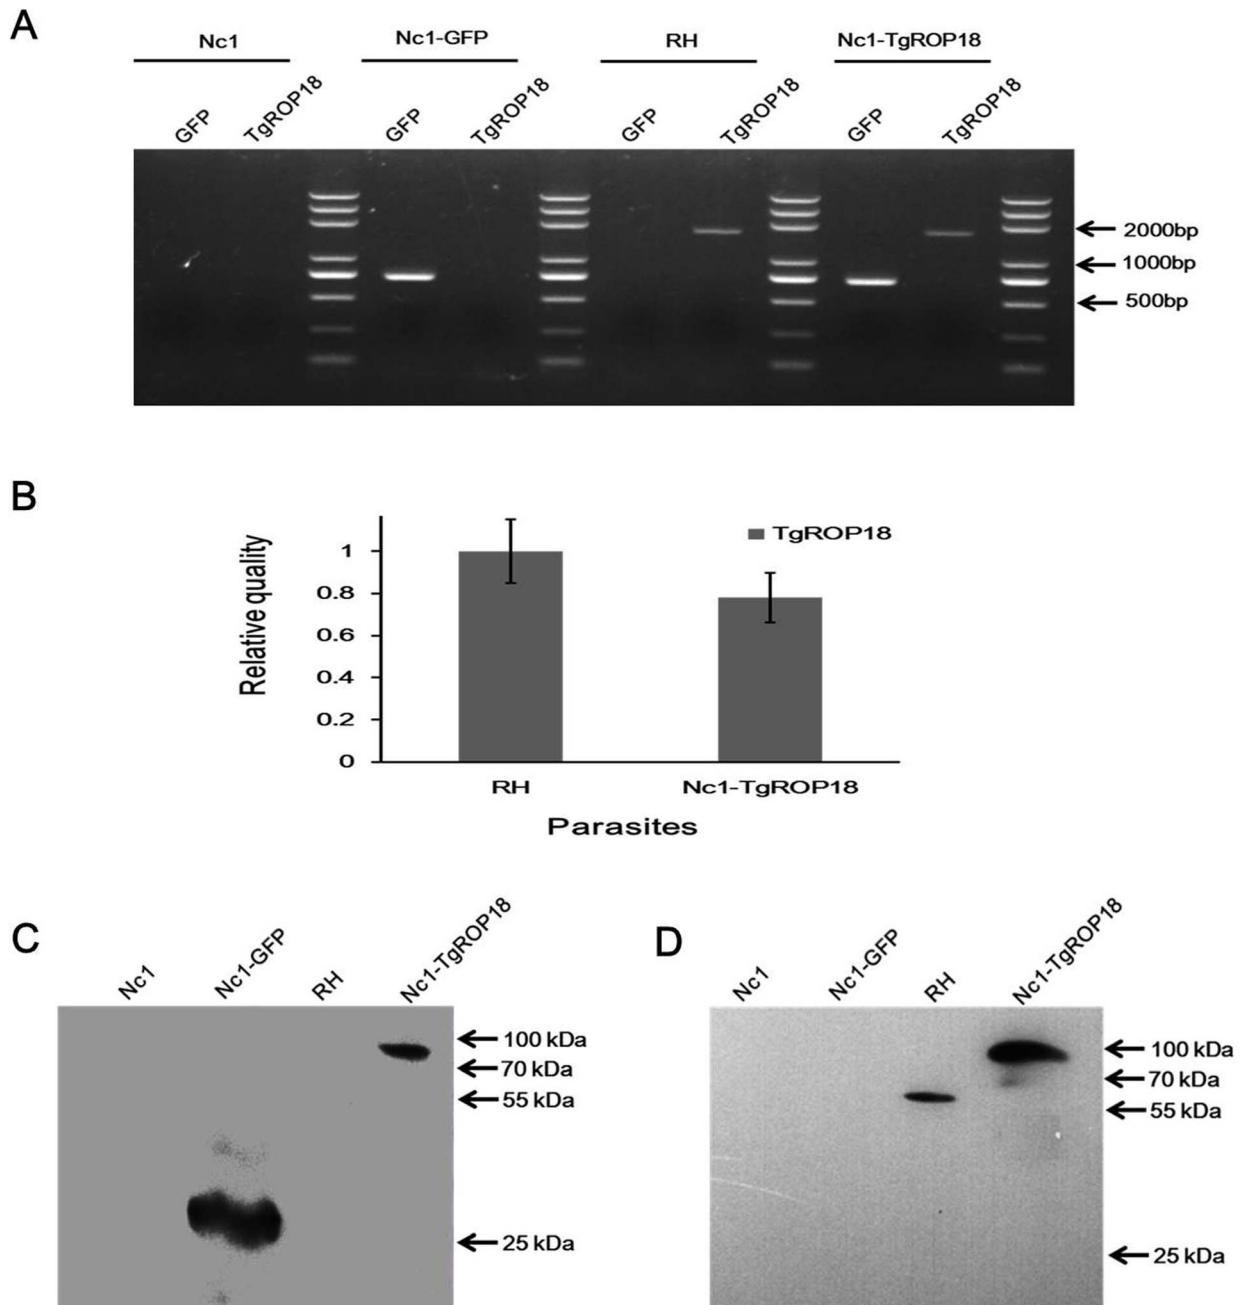 A
Nc1 Nc1-GFP RH Nc1-TgROP18
GFP TgROP18 GFP TgROP18 GFP TgROP18 GFP TgROP18
2000bp
1000bp
500bp
B
Relative quality
TgROP18
1
0.8
0.6
0.4
0.2
0
RH Nc1-TgROP18
Parasites
C
Nc1 Nc1-GFP RH Nc1-TgROP18
100 kDa
70 kDa
55 kDa
25 kDa
D
Nc1 Nc1-GFP RH Nc1-TgROP18
100 kDa
70 kDa
55 kDa
25 kDa